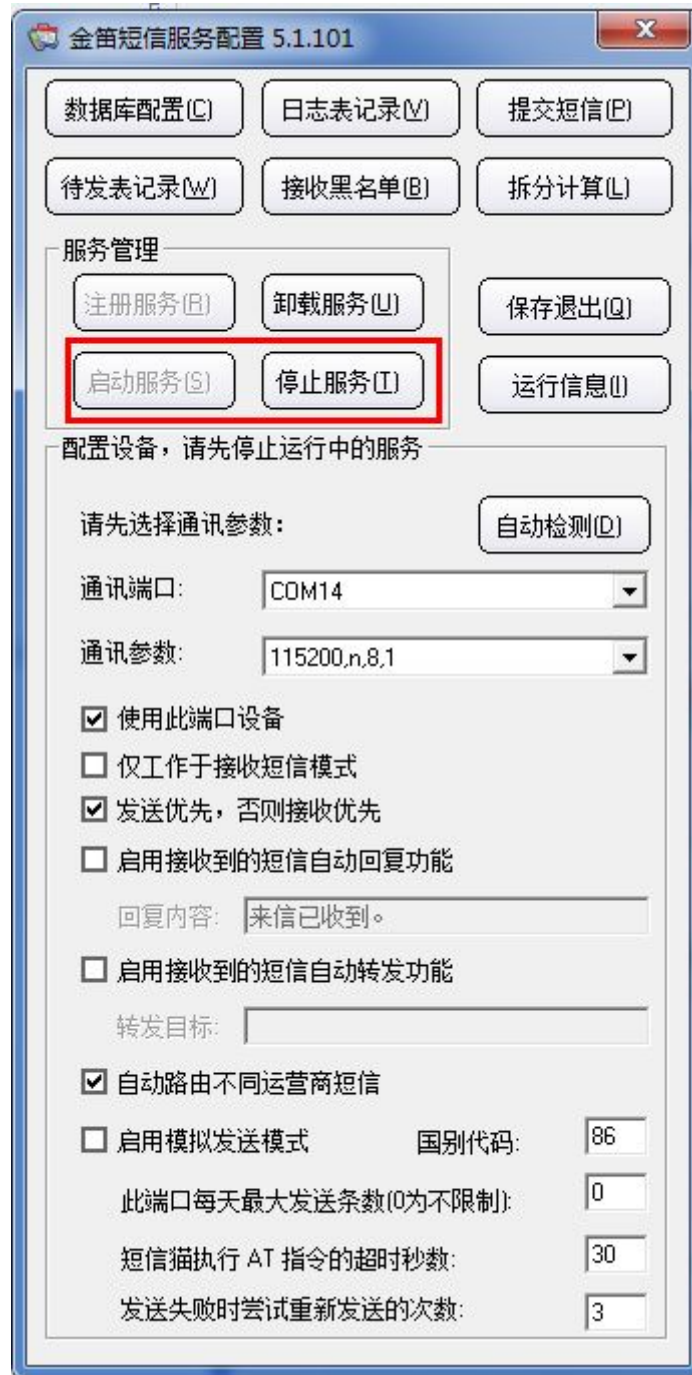 金笛短信服务配置 5.1.101
数据库配置(C) 日志表记录(V) 提交短信(P)
待发表记录(W) 接收黑名单(B) 拆分计算(L)
服务管理
注册服务(R) 卸载服务(U) 保存退出(Q)
启动服务(S) 停止服务(T) 运行信息(I)
配置设备，请先停止运行中的服务
请先选择通讯参数： 自动检测(D)
通讯端口: COM14
通讯参数: 115200,n,8,1
使用此端口设备
仅工作于接收短信模式
发送优先，否则接收优先
启用接收到的短信自动回复功能
回复内容: 来信已收到。
启用接收到的短信自动转发功能
转发目标:
自动路由不同运营商短信
启用模拟发送模式 国别代码: 86
此端口每天最大发送条数(0为不限制): 0
短信猫执行 AT 指令的超时秒数: 30
发送失败时尝试重新发送的次数: 3